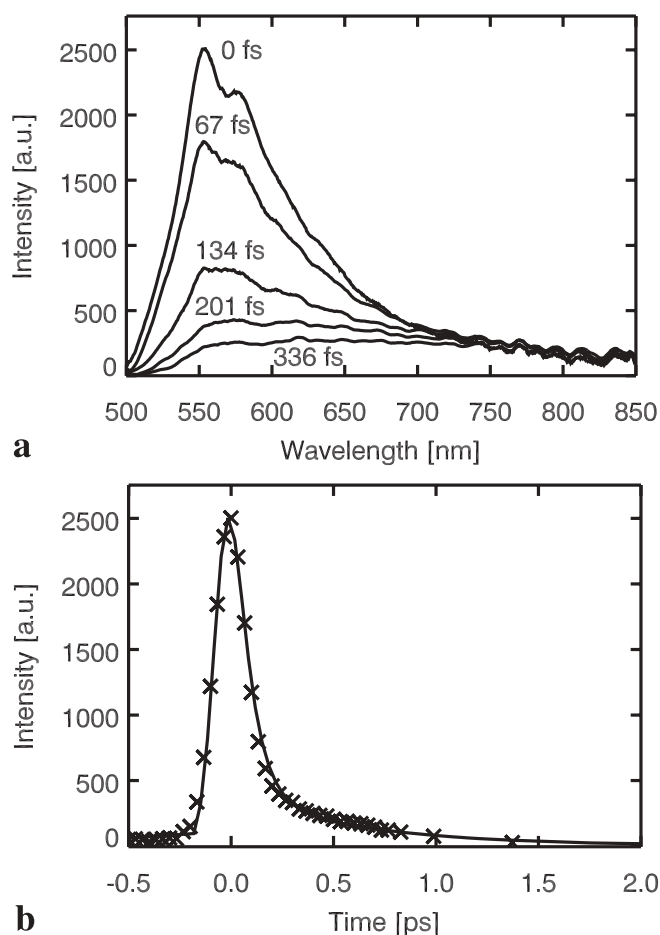 2500
2000
1500
1000
500
0
Intensity [a.u.]
0 fs
67 fs
134 fs
201 fs
336 fs
500 550 600 650 700 750 800 850
Wavelength [nm]
a
2500
2000
1500
1000
500
0
Intensity [a.u.]
-0.5 0.0 0.5 1.0 1.5 2.0
Time [ps]
b